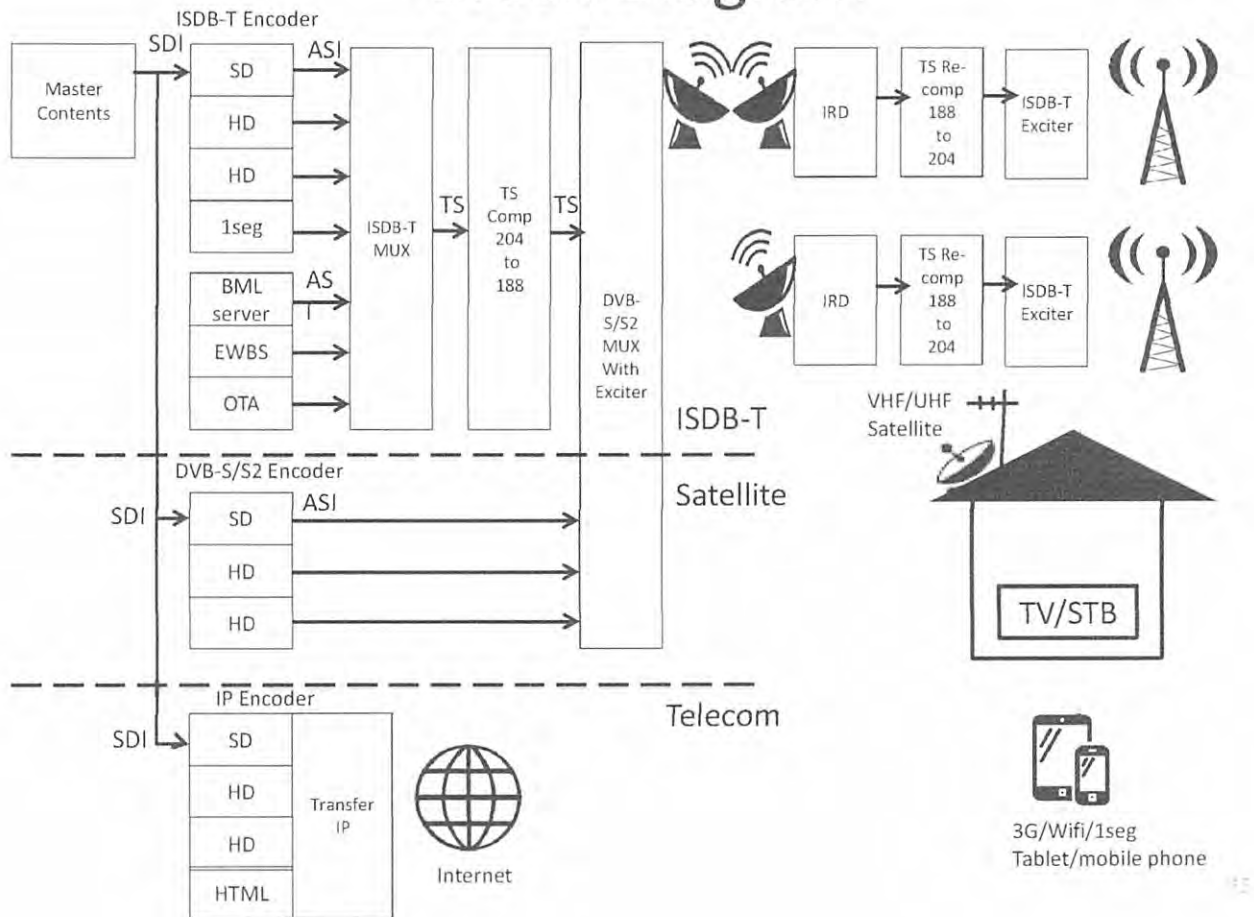 ISDB-T Encoder
SDI
ASI
Master
Contents
SD
HD
HD
1seg
BML
server
AS
I
EWBS
OTA
ISDB-T
MUX
TS
TS
Comp
204
to
188
TS
DVB-
S/S2
MUX
With
Exciter
IRD
TS Re-
comp
188
to
204
ISDB-T
Exciter
IRD
TS Re-
comp
188
to
204
ISDB-T
Exciter
ISDB-T
VHF/UHF
Satellite
DVB-S/S2 Encoder
Satellite
SDI
ASI
SD
HD
HD
TV/STB
IP Encoder
Telecom
SDI
SD
HD
HD
HTML
Transfer
IP
Internet
3G/Wifi/1seg
Tablet/mobile phone